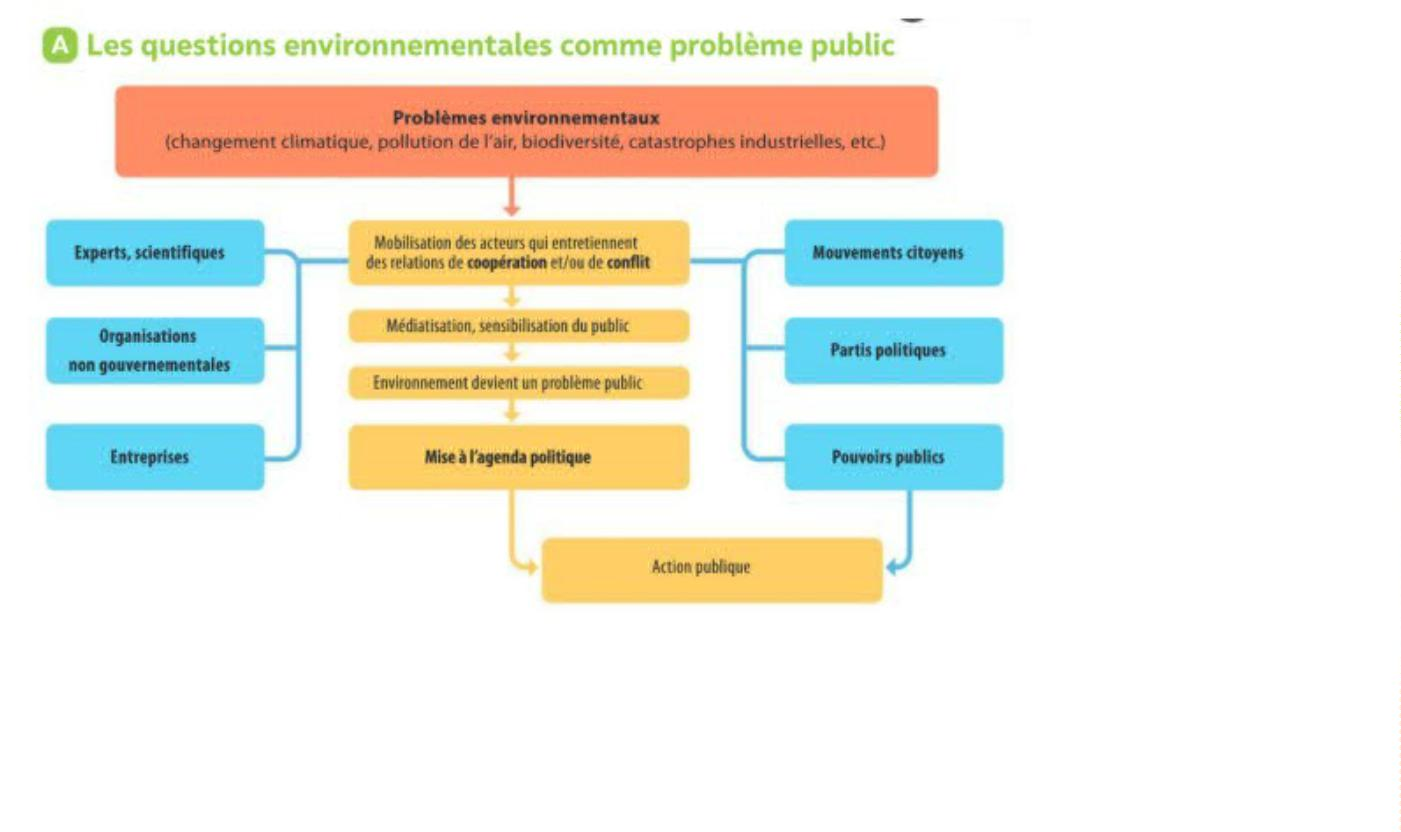 A Les questions environnementales comme problème public
Problèmes environnementaux
(changement climatique, pollution de l'air, biodiversité, catastrophes industrielles, etc.)
Experts, scientifiques
Organisations
non gouvernementales
Entreprises
Mobilisation des acteurs qui entretiennent
des relations de coopération et/ou de conflit
Médiatisation, sensibilisation du public
Environnement devient un problème public
Mise à l'agenda politique
Mouvements citoyens
Partis politiques
Pouvoirs publics
Action publique